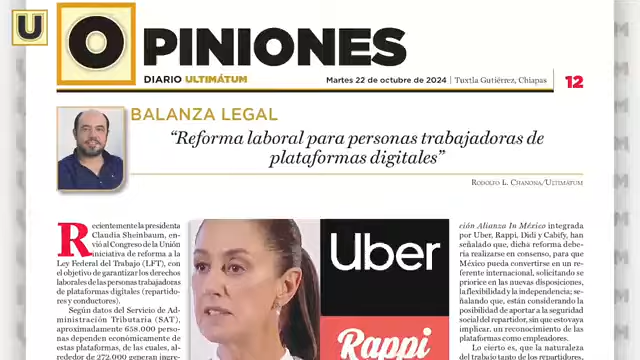 U
OPINIONES
DIARIO ULTIMÁTUM
Martes 22 de octubre de 2024 | Tuxtla Gutiérrez, Chiapas
12
BALANZA LEGAL
“Reforma laboral para personas trabajadoras de
plataformas digitales”
RODOLFO L. CHANONA/ULTIMÁTUM
Recientemente la presidenta
Claudia Sheinbaum, en-
vió al Congreso de la Unión
iniciativa de reforma a la
Ley Federal del Trabajo (LFT), con
el objetivo de garantizar los derechos
laborales de las personas trabajadoras
de plataformas digitales (repartido-
res y conductores).
Según datos del Servicio de Ad-
ministración Tributaria (SAT),
aproximadamente 658.000 perso-
nas dependen económicamente de
estas plataformas, de las cuales, al-
rededor de 272.000 generan ingre-
Uber
Rappi
ción Alianza In México integrada
por Uber, Rappi, Didi y Cabify, han
señalado que, dicha reforma debe-
ría realizarse en consenso, para que
México pueda convertirse en un re-
ferente internacional, solicitando se
priorice en las nuevas disposiciones,
la flexibilidad y la independencia; se-
ñalando que, están considerando la
posibilidad de aportar a la seguridad
social del repartidor, sin que estovaya
implicar, un reconocimiento de las
plataformas como empleadores.
Lo cierto es, que la naturaleza
del trabajo tanto de los repartidores,